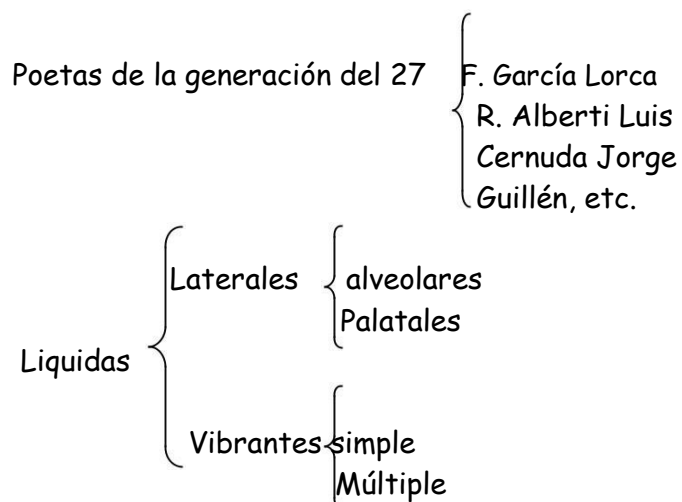 Poetas de la generación del 27 F. García Lorca
R. Alberti Luis
Cernuda Jorge
Guillén, etc.
Laterales alveolares
Palatales
Liquidas
Vibrantes simple
Múltiple